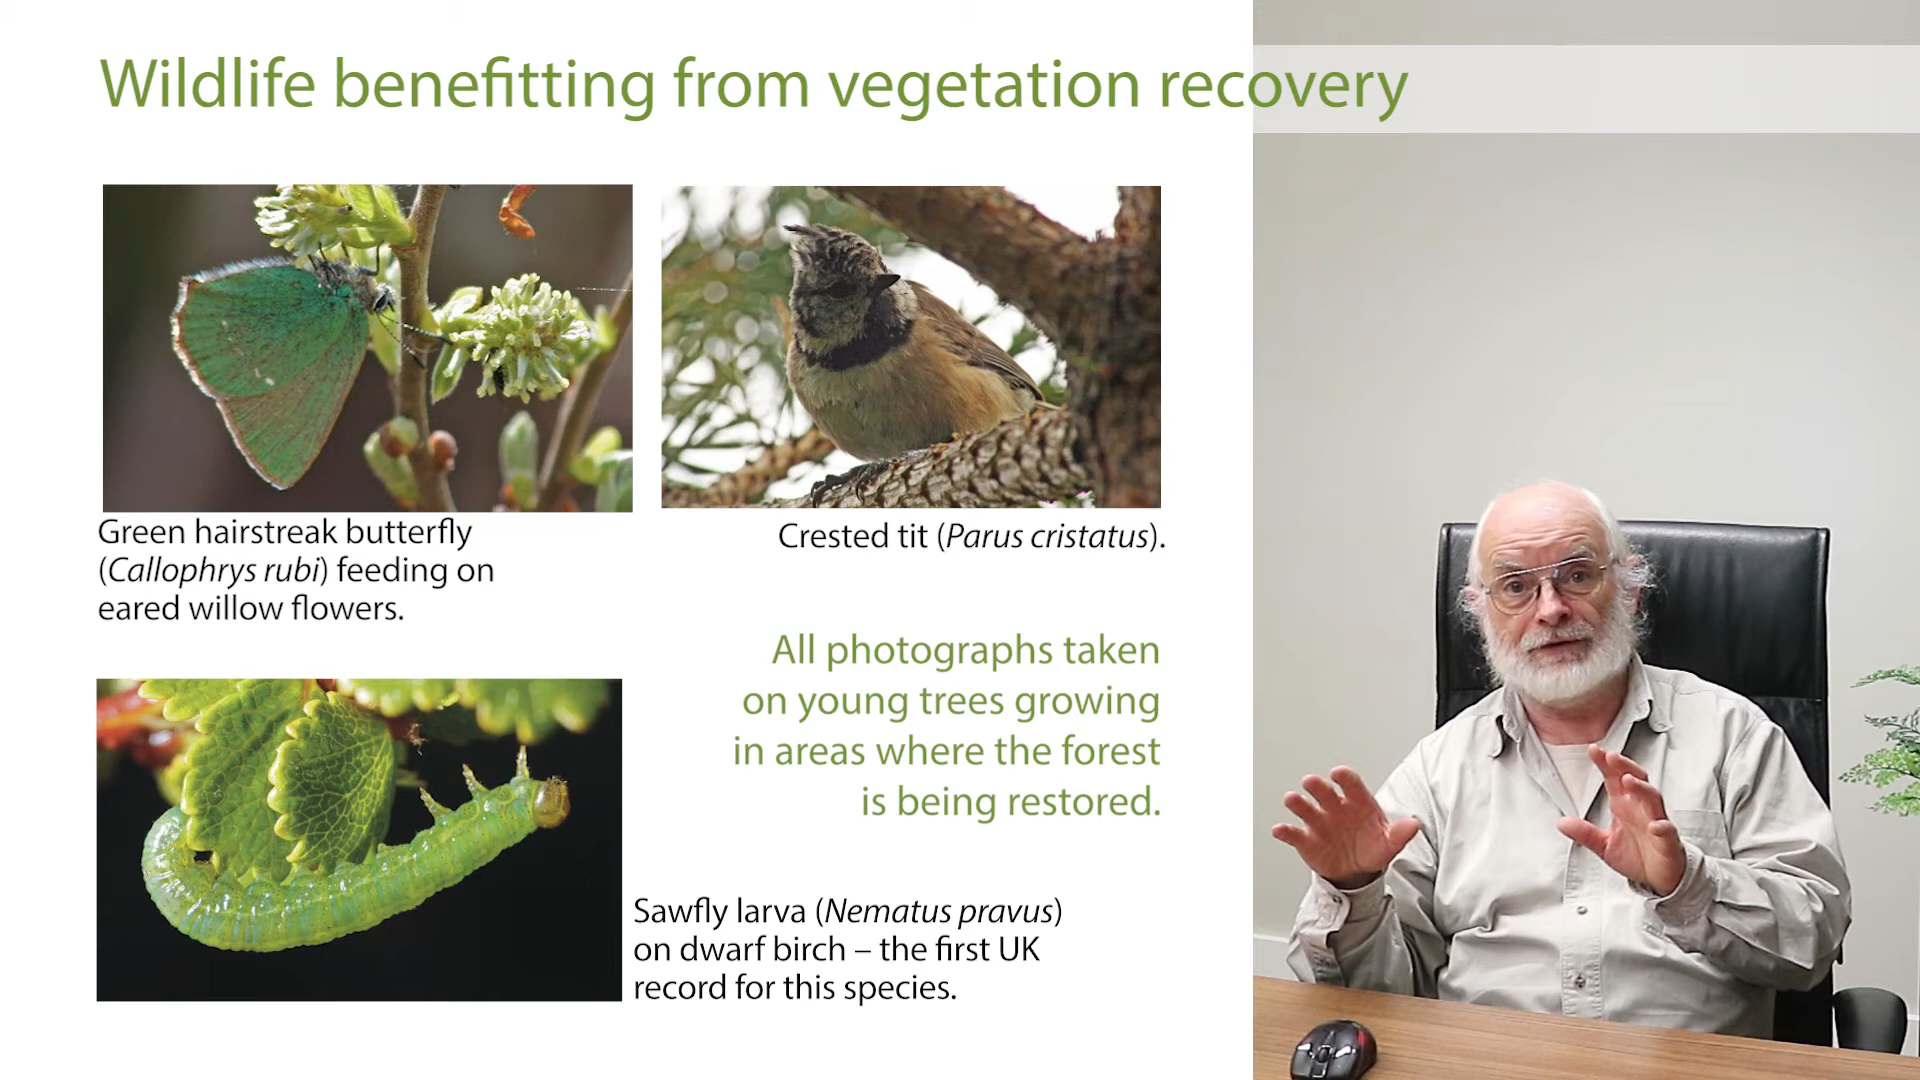 Wildlife benefitting from vegetation recovery
Green hairstreak butterfly
(Callophrys rubi) feeding on
eared willow flowers.
Crested tit (Parus cristatus).
All photographs taken
on young trees growing
in areas where the forest
is being restored.
Sawfly larva (Nematus pravus)
on dwarf birch – the first UK
record for this species.